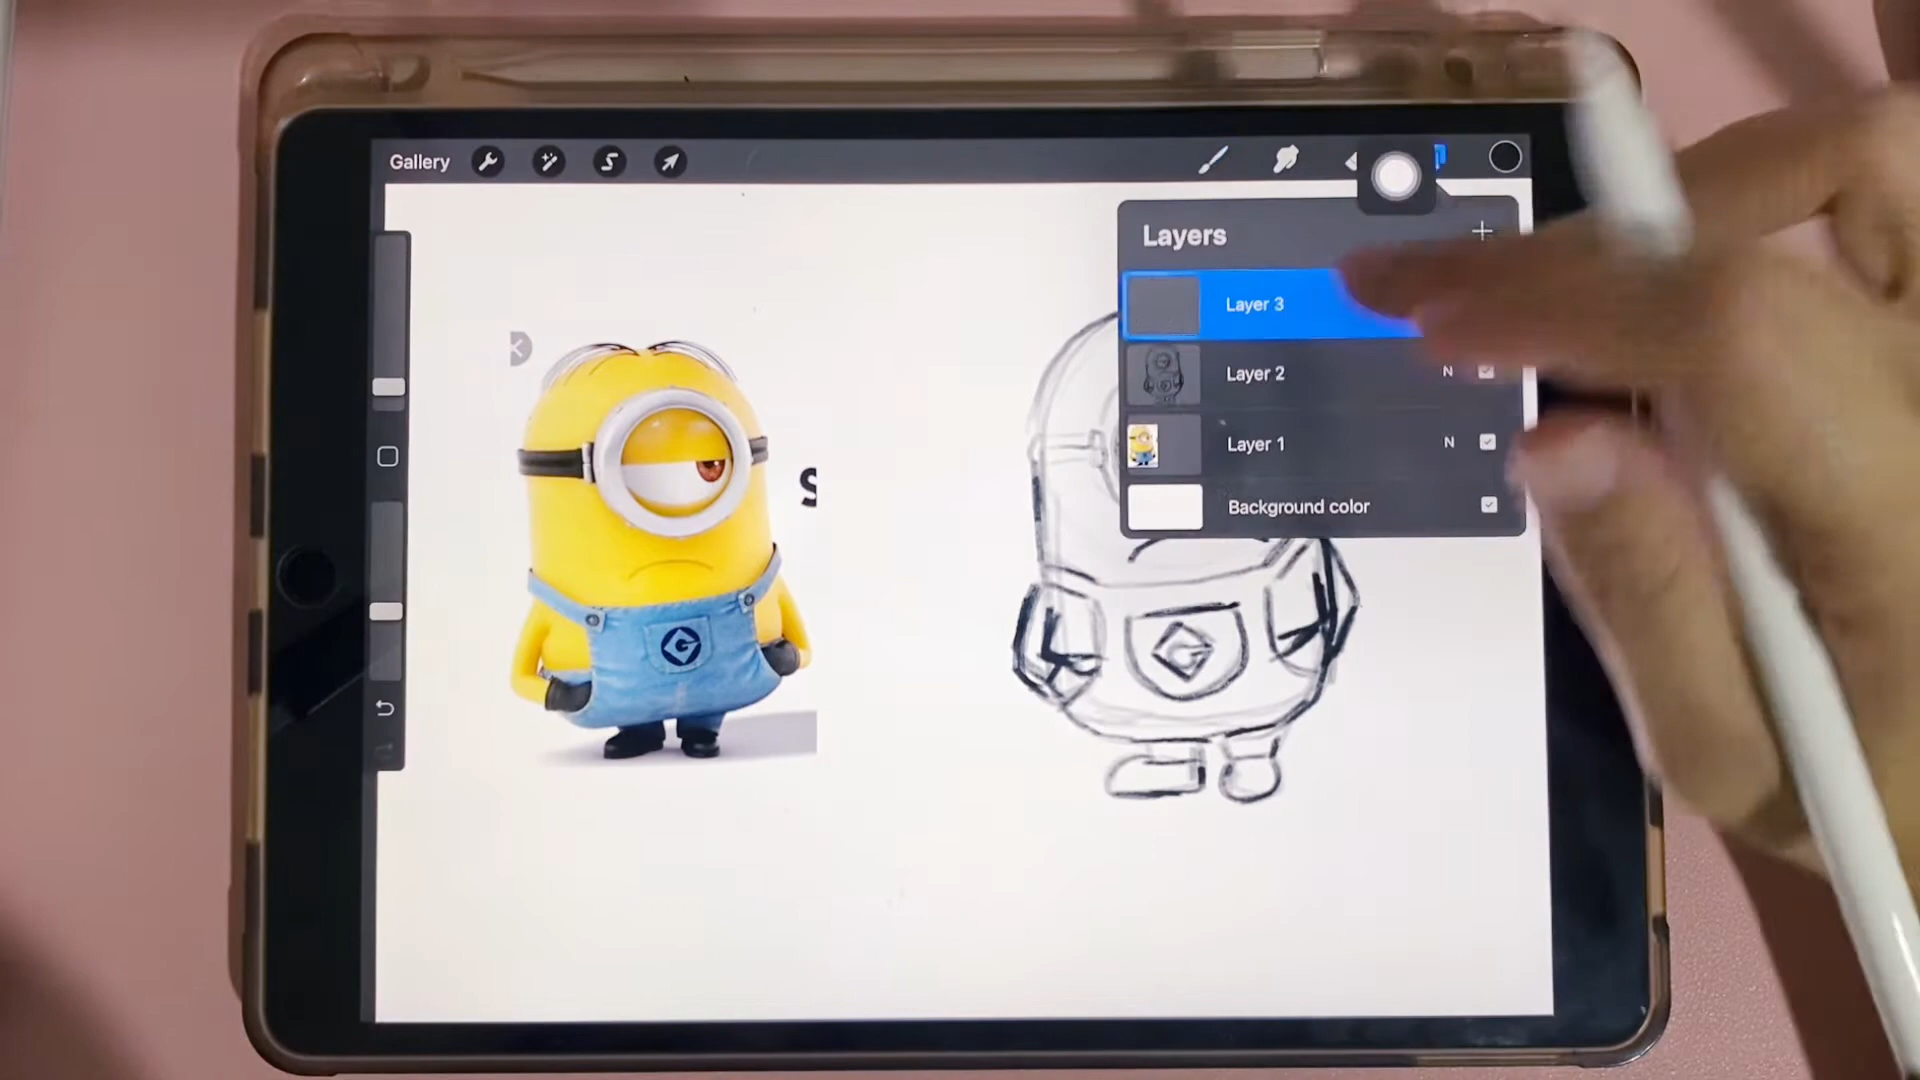 Gallery
Layers
Layer 3
Layer 2 N
Layer 1 N
Background color
S
G
G